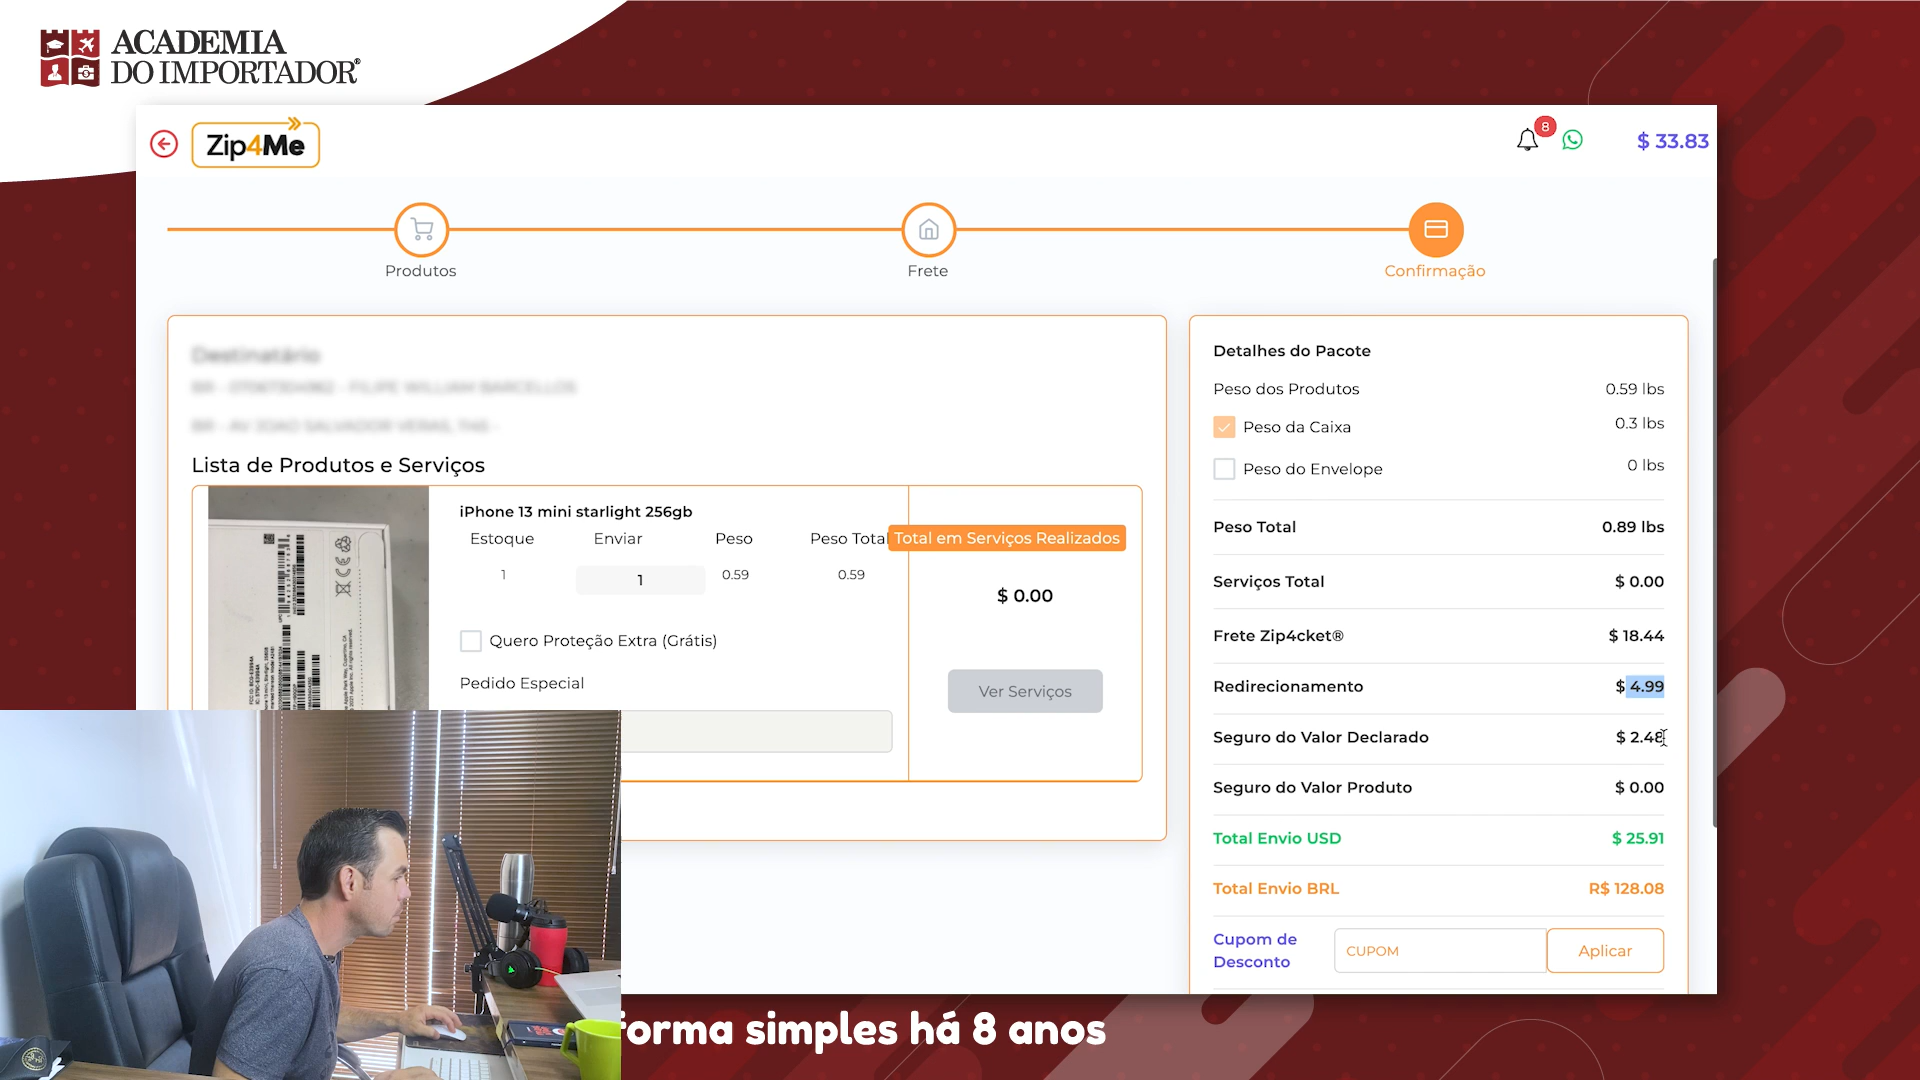 ACADEMIA
DO IMPORTADOR®
Zip4Me
8
$ 33.83
Produtos
Frete
Confirmação
Destinatário
Lista de Produtos e Serviços
iPhone 13 mini starlight 256gb
Estoque
Enviar
Peso
Peso Total
1
1
0.59
0.59
Quero Proteção Extra (Grátis)
Pedido Especial
Total em Serviços Realizados
$ 0.00
Ver Serviços
Detalhes do Pacote
Peso dos Produtos 0.59 lbs
Peso da Caixa 0.3 lbs
Peso do Envelope 0 lbs
Peso Total 0.89 lbs
Serviços Total $ 0.00
Frete Zip4cket® $ 18.44
Redirecionamento $ 4.99
Seguro do Valor Declarado $ 2.48
Seguro do Valor Produto $ 0.00
Total Envio USD $ 25.91
Total Envio BRL R$ 128.08
Cupom de
Desconto
CUPOM
Aplicar
forma simples há 8 anos